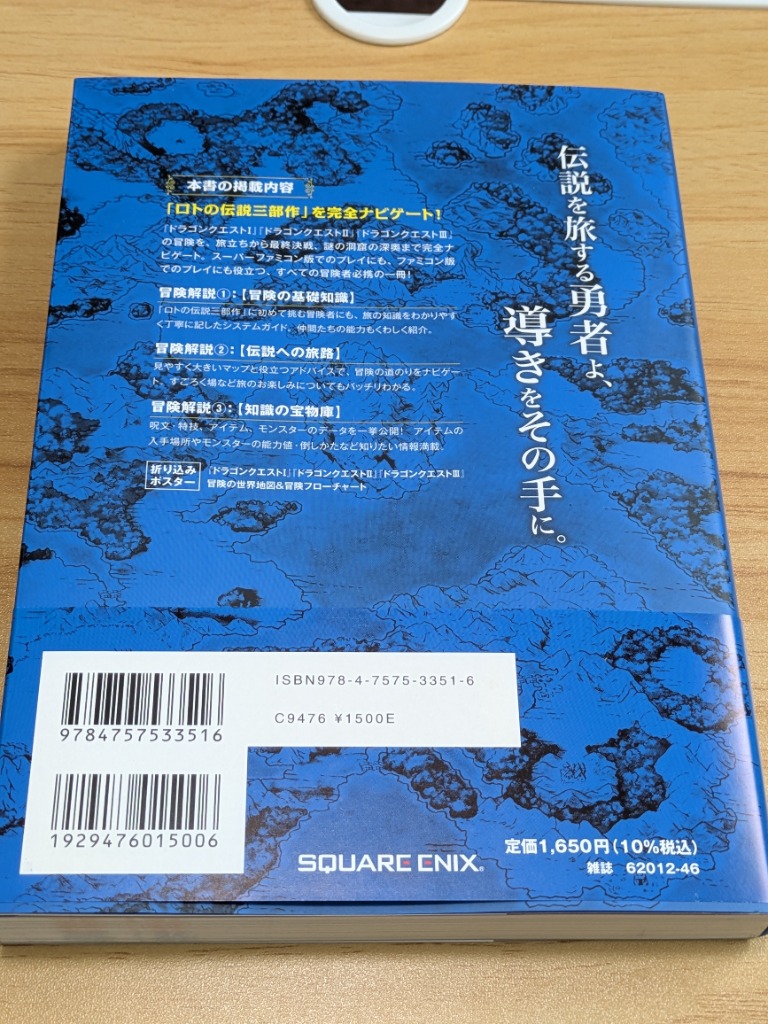 伝説を旅する勇者よ、
導きをその手に。
本書の掲載内容
「ロトの伝説三部作」を完全ナビゲート!
『ドラゴンクエストⅠ』『ドラゴンクエストⅡ』『ドラゴンクエストⅢ』
の冒険を、旅立ちから最終決戦、謎の洞窟の深奥まで完全ナ
ビゲート。スーパーファミコン版でのプレイにも、ファミコン版
でのプレイにも役立つ、すべての冒険者必携の一冊!
冒険解説①:【冒険の基礎知識】
「ロトの伝説三部作」に初めて挑む冒険者にも、旅の知識をわかりやす
く丁寧に記したシステムガイド。仲間たちの能力もくわしく紹介。
冒険解説②:【伝説への旅路】
見やすく大きいマップと役立つアドバイスで、冒険の道のりをナビゲー
ト。すごろく場など旅のお楽しみについてもバッチリわかる。
冒険解説③:【知識の宝物庫】
呪文・特技、アイテム、モンスターのデータを一挙公開! アイテムの
入手場所やモンスターの能力値・倒しかたなど知りたい情報満載。
折り込み
ポスター
『ドラゴンクエストⅠ』『ドラゴンクエストⅡ』『ドラゴンクエストⅢ』
冒険の世界地図&冒険フローチャート
ISBN978-4-7575-3351-6
C9476 ¥1500E
9784757533516
1929476015006
SQUARE ENIX®
定価1,650円(10%税込)
雑誌 62012-46